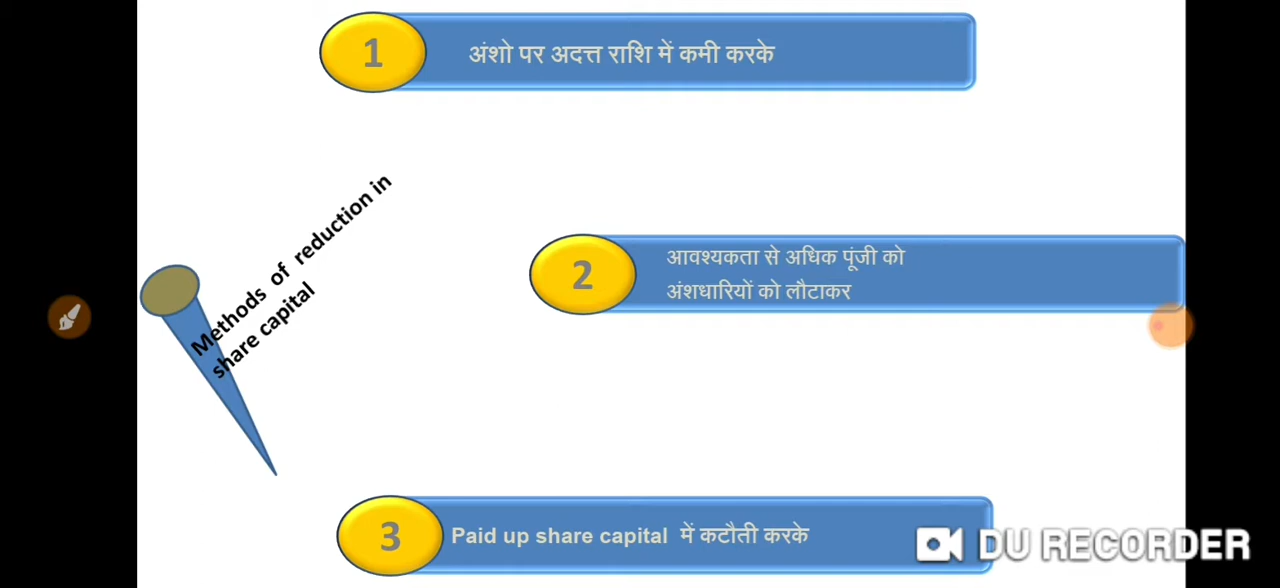 1
अंशो पर अदत्त राशि में कमी करके
Methods of reduction in
share capital
2
आवश्यकता से अधिक पूंजी को
अंशधारियों को लौटाकर
3
Paid up share capital में कटौती करके
DU RECORDER